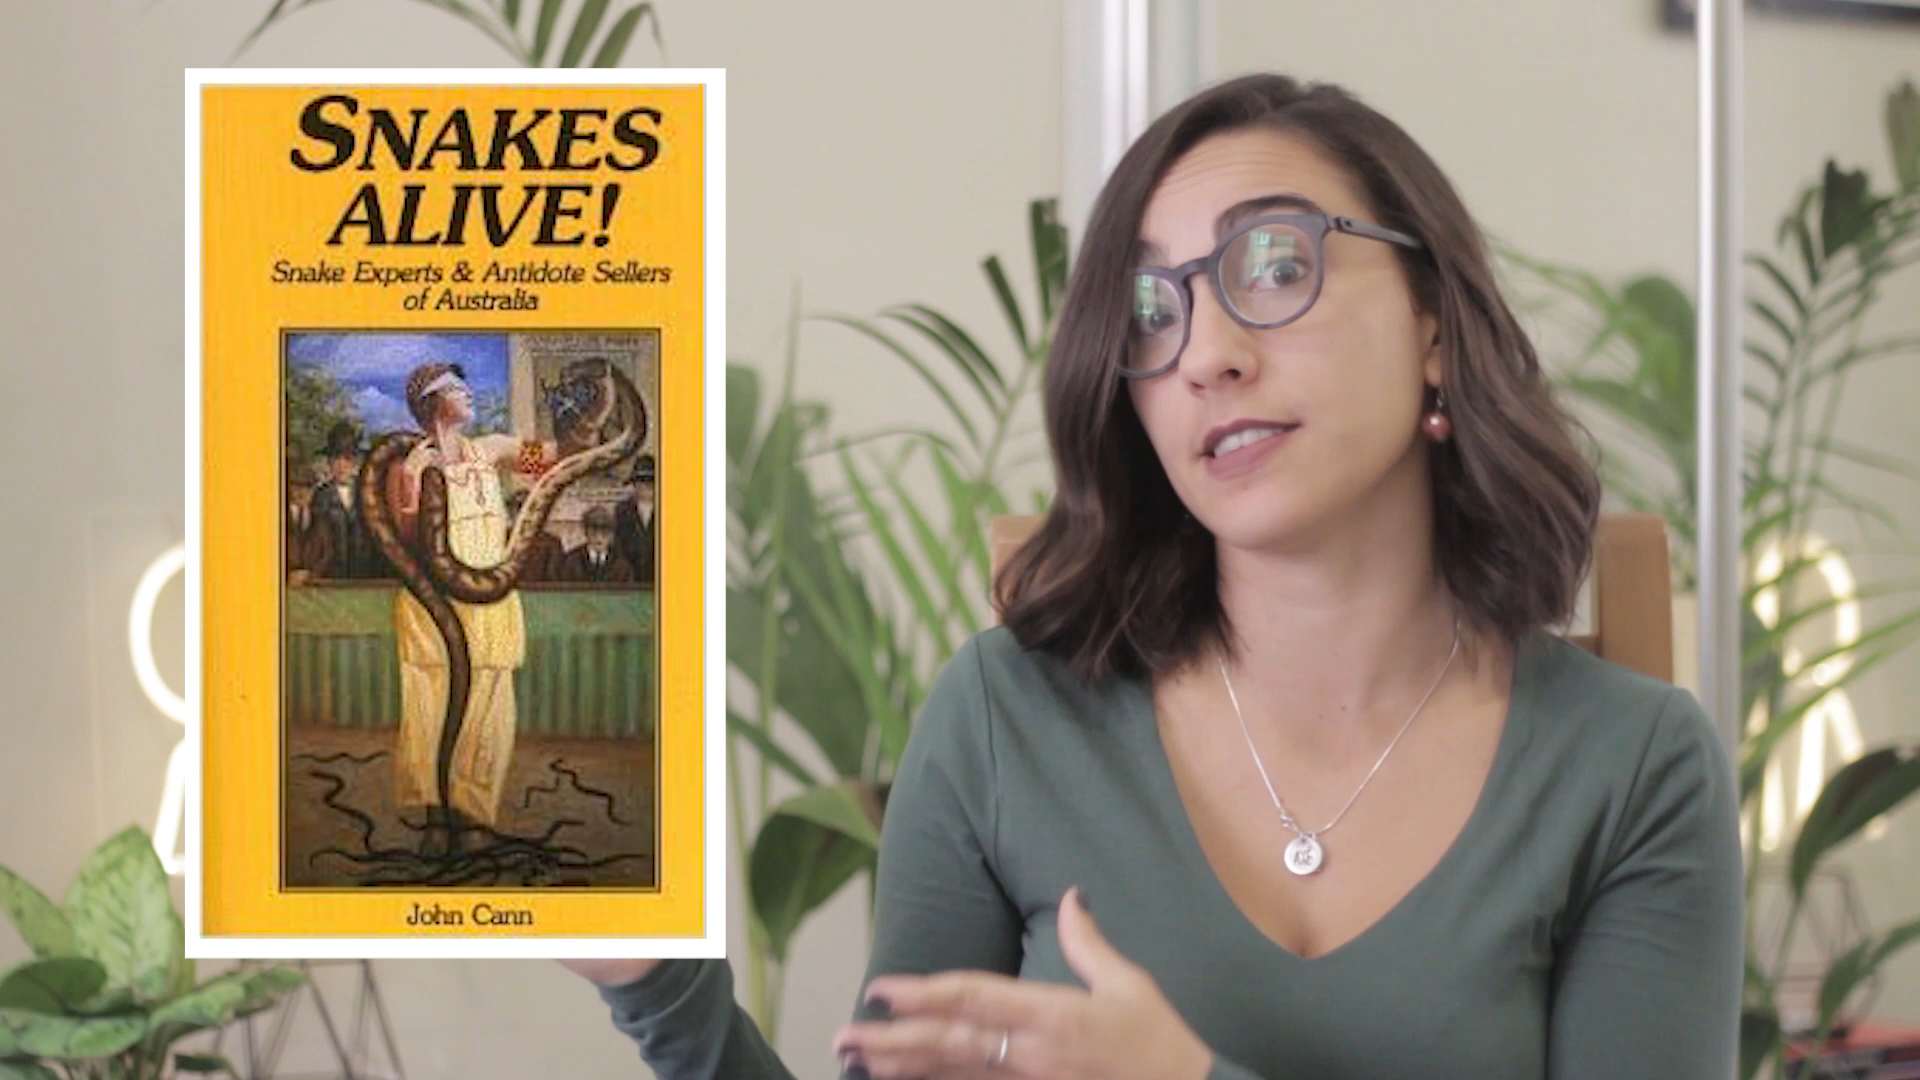 SNAKES
ALIVE!
Snake Experts & Antidote Sellers
of Australia
John Cann